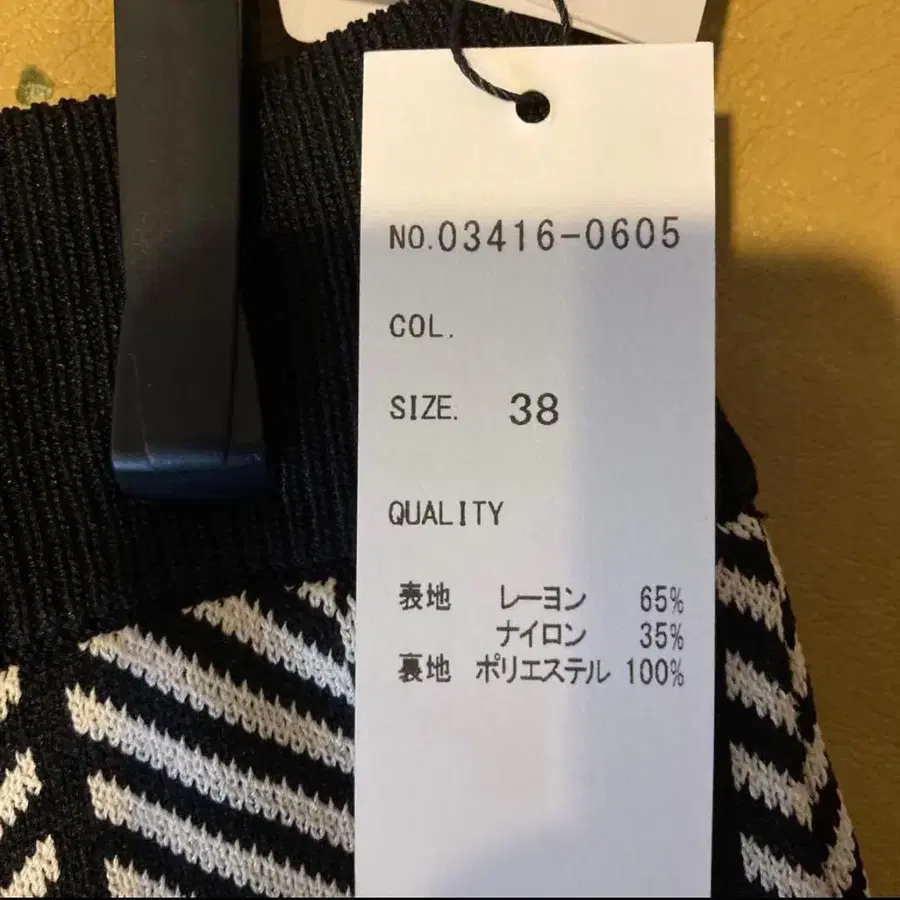 NO.03416-0605
COL.
SIZE. 38
QUALITY
表地 レーヨン 65%
ナイロン 35%
裏地 ポリエステル 100%